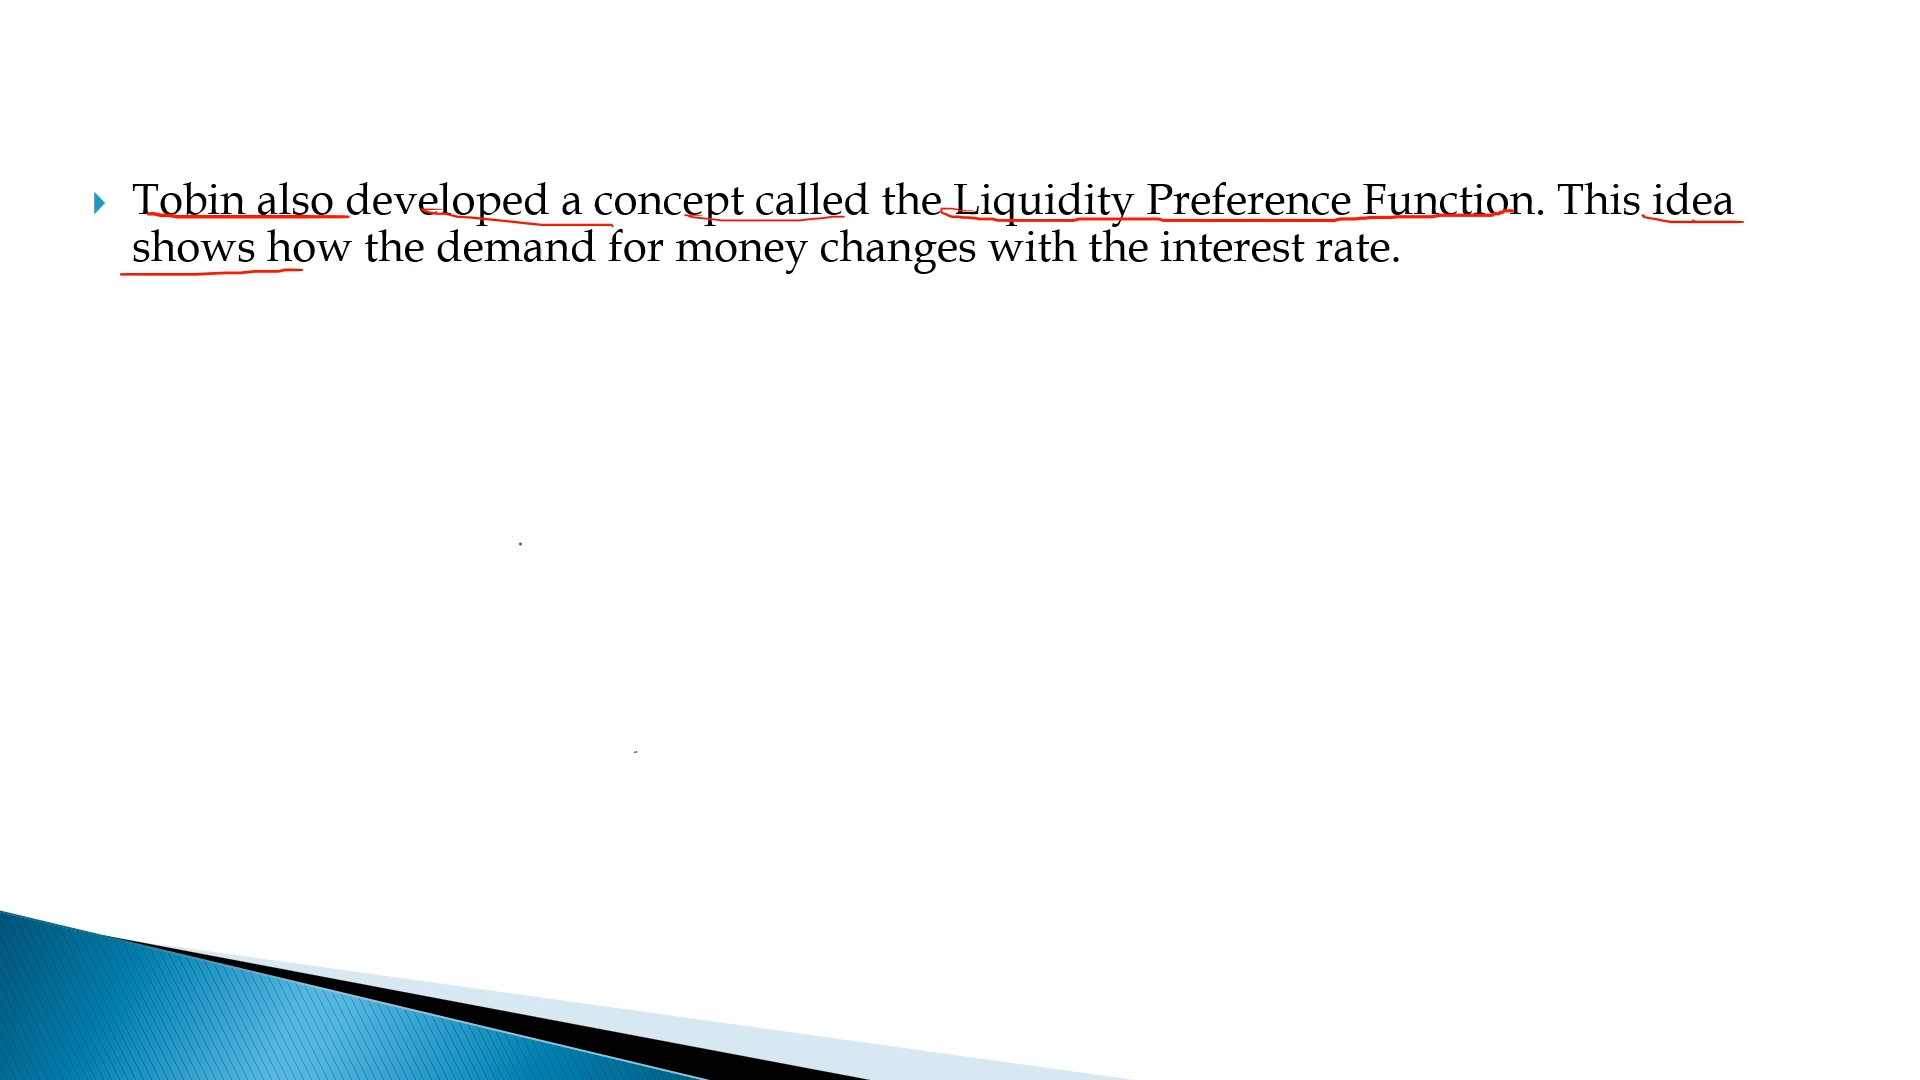 Tobin also developed a concept called the Liquidity Preference Function. This idea
shows how the demand for money changes with the interest rate.